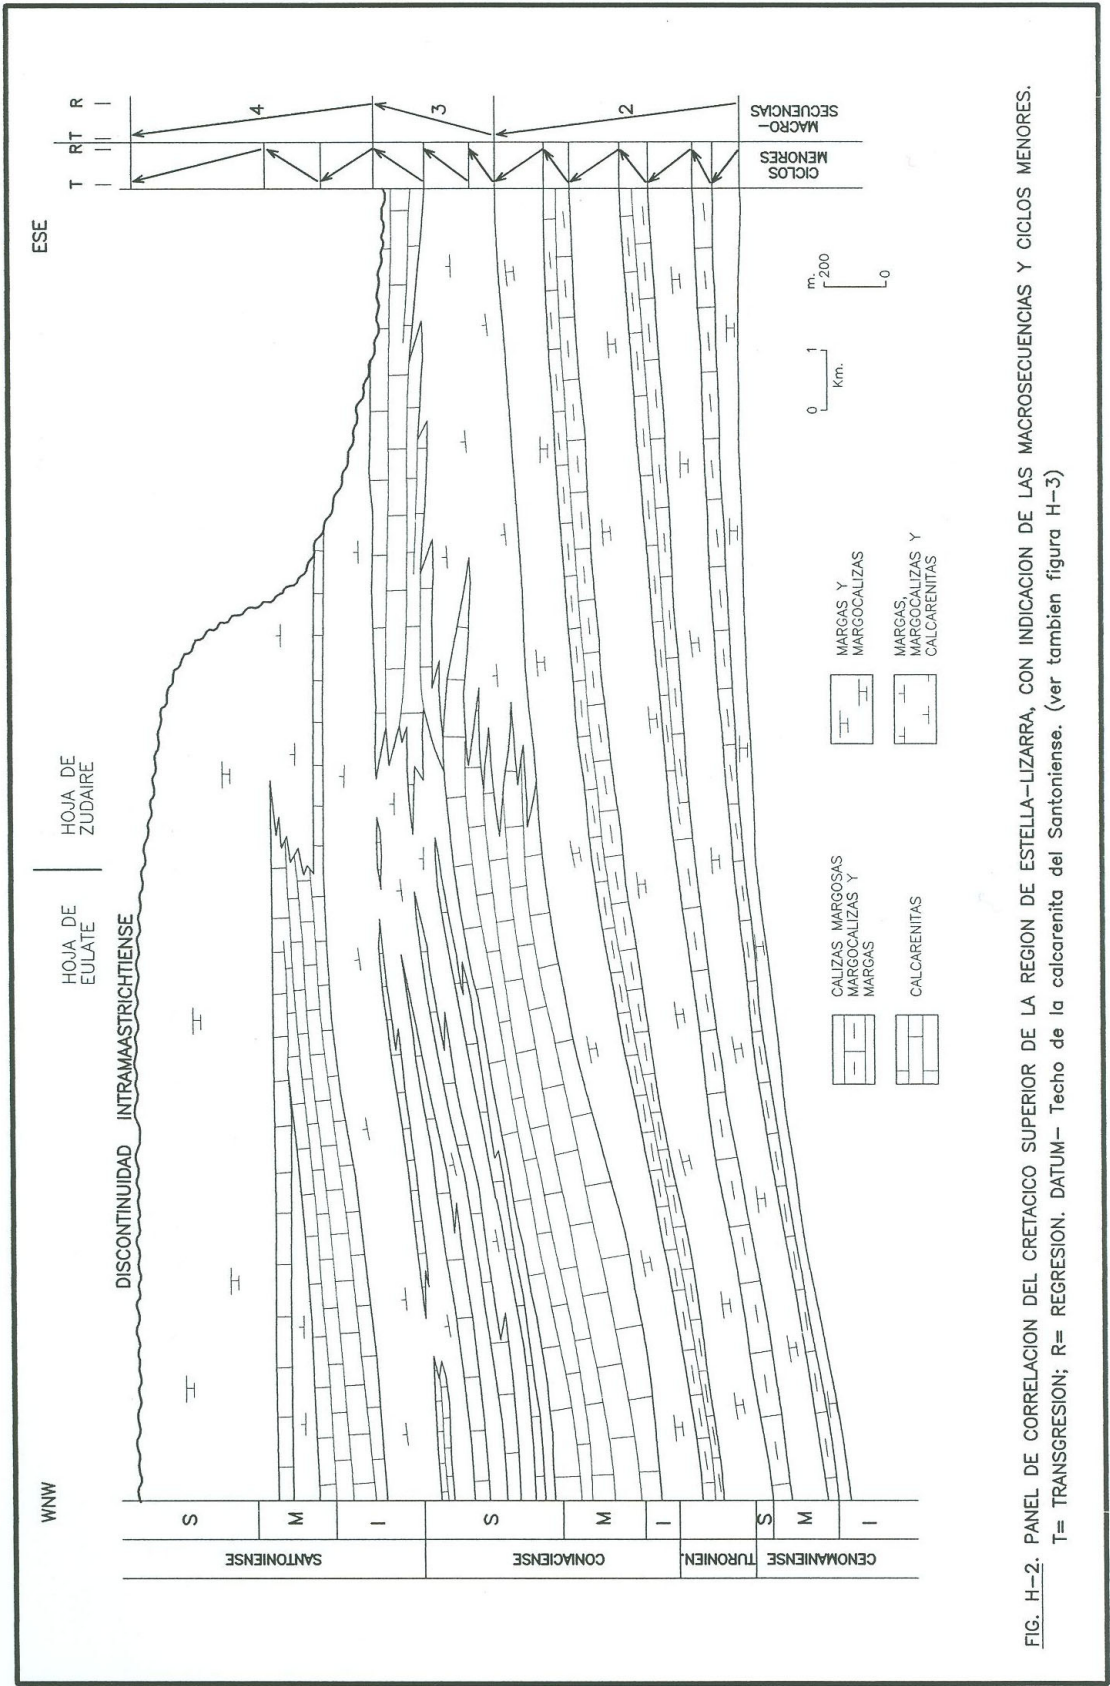 WNW
ESE
HOJA DE
EULATE
HOJA DE
ZUDAIRE
DISCONTINUIDAD INTRAMAASTRICHTIENSE
T R
T R
CICLOS
MENORES
MACRO-
SECUENCIAS
4
3
2
S
M
I
S
M
I
S
M
I
SANTONIENSE
CONIACIENSE
TURONIEN.
CENOMANIENSE
0 1
Km.
m.
200
0
CALIZAS MARGOSAS
MARGOCALIZAS Y
MARGAS
CALCARENITAS
MARGAS Y
MARGOCALIZAS
MARGAS,
MARGOCALIZAS Y
CALCARENITAS
FIG. H-2. PANEL DE CORRELACION DEL CRETACICO SUPERIOR DE LA REGION DE ESTELLA-LIZARRA, CON INDICACION DE LAS MACROSECUENCIAS Y CICLOS MENORES.
T= TRANSGRESION; R= REGRESION. DATUM- Techo de la calcarenita del Santoniense. (ver tambien figura H-3)